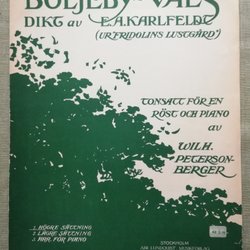 BOLJEBY-VALS
DIKT av E.A. KARLFELDT
(UR "FRIDOLINS LUSTGÅRD")
TONSATT FÖR EN
RÖST OCH PIANO
av
WILH.
PETERSON-
BERGER
1. HÖGRE SÄTTNING
2. LÄGRE SÄTTNING
3. ARR. FÖR PIANO
STOCKHOLM